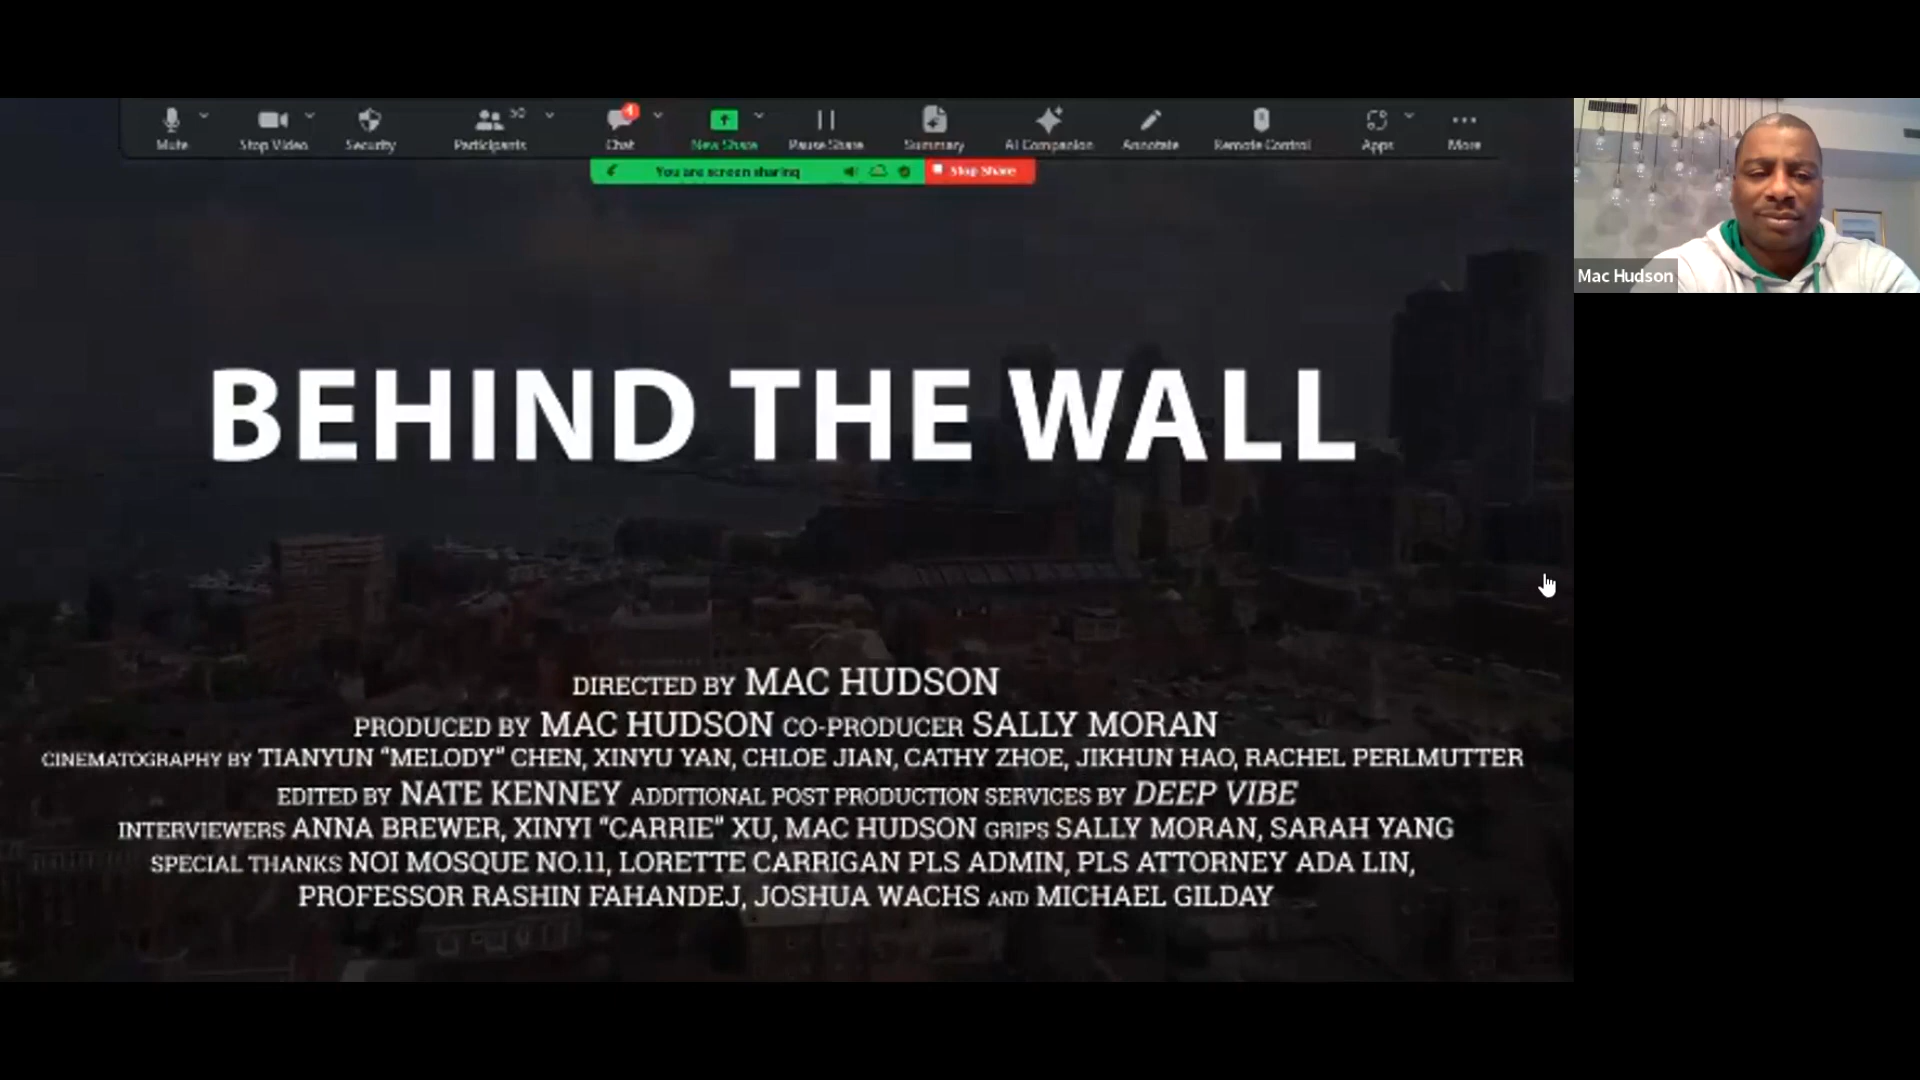 Mute
Stop Video
Security
Participants
50
Chat
4
New Share
Pause Share
Summary
AI Companion
Annotate
Remote Control
Apps
More
You are screen sharing
Stop Share
Mac Hudson
BEHIND THE WALL
DIRECTED BY MAC HUDSON
PRODUCED BY MAC HUDSON CO-PRODUCER SALLY MORAN
CINEMATOGRAPHY BY TIANYUN “MELODY” CHEN, XINYU YAN, CHLOE JIAN, CATHY ZHOE, JIKHUN HAO, RACHEL PERLMUTTER
EDITED BY NATE KENNEY ADDITIONAL POST PRODUCTION SERVICES BY DEEP VIBE
INTERVIEWERS ANNA BREWER, XINYI “CARRIE” XU, MAC HUDSON GRIPS SALLY MORAN, SARAH YANG
SPECIAL THANKS NOI MOSQUE NO.11, LORETTE CARRIGAN PLS ADMIN, PLS ATTORNEY ADA LIN,
PROFESSOR RASHIN FAHANDEJ, JOSHUA WACHS AND MICHAEL GILDAY